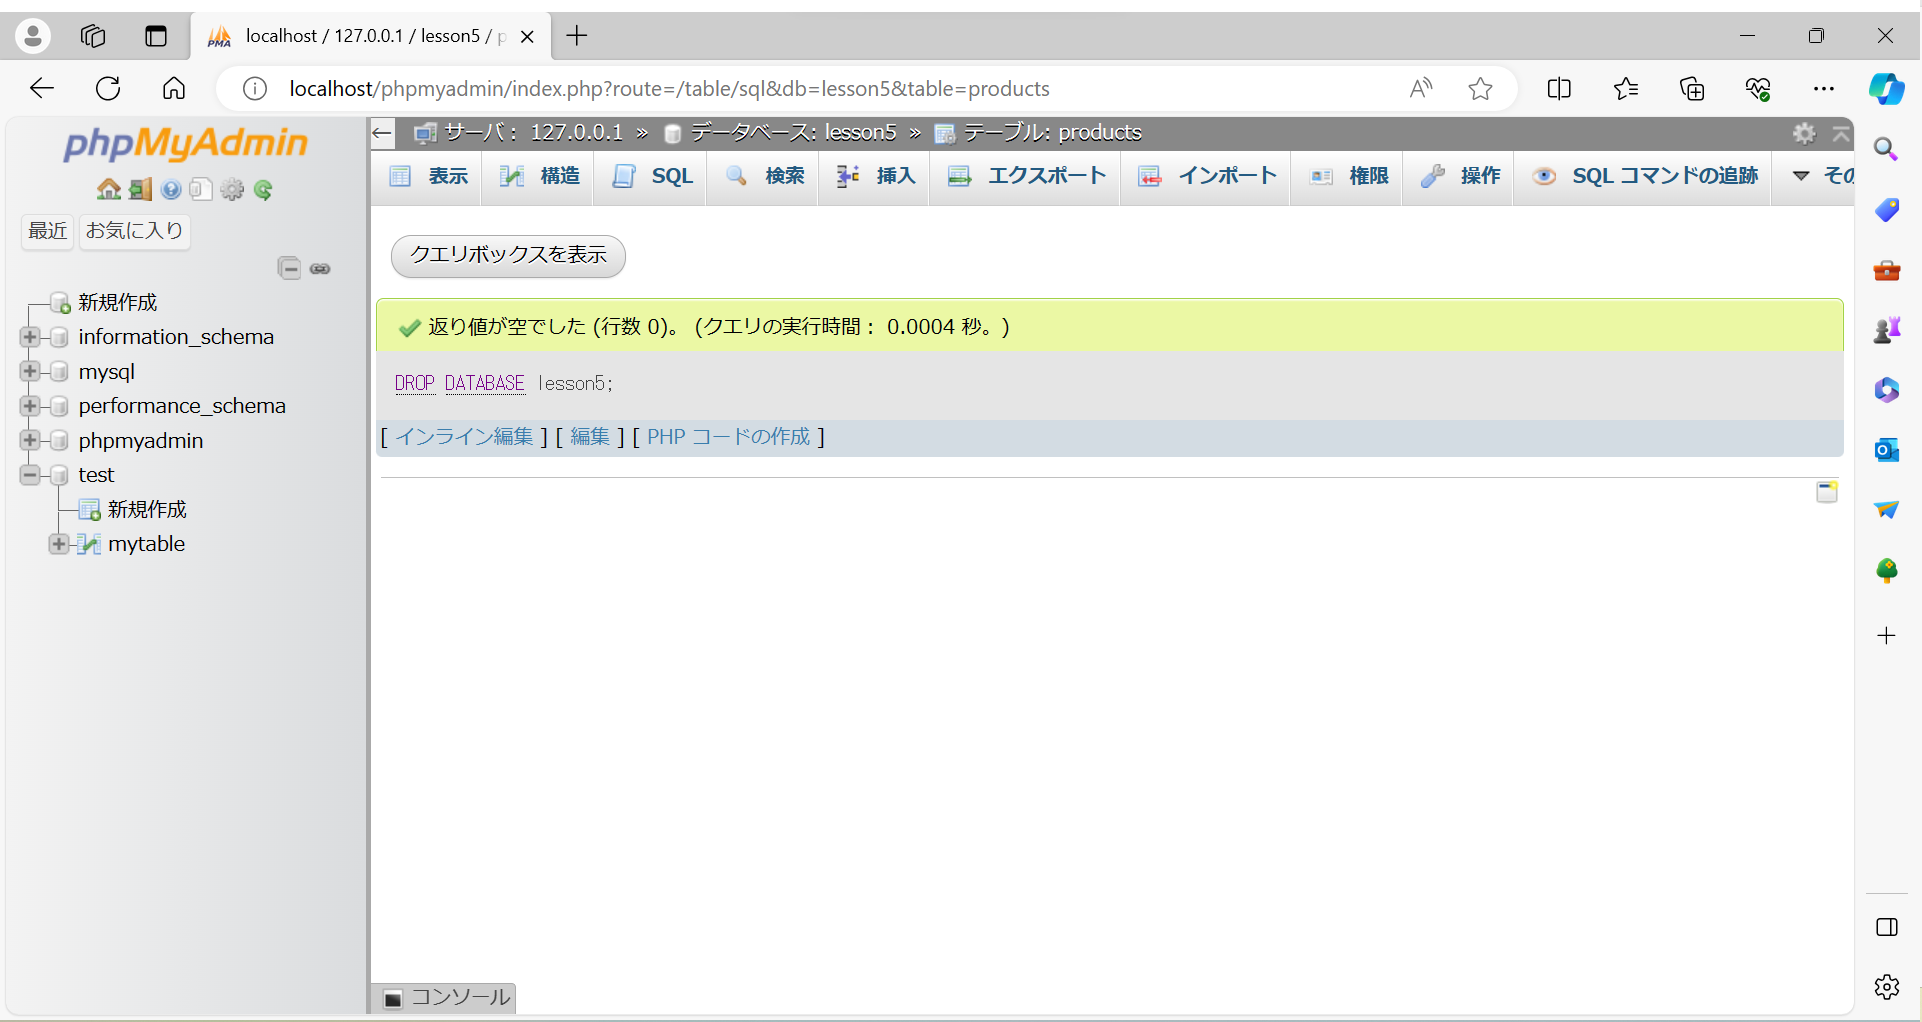 localhost / 127.0.0.1 / lesson5 / p
localhost/phpmyadmin/index.php?route=/table/sql&db=lesson5&table=products
phpMyAdmin
最近 お気に入り
新規作成
information_schema
mysql
performance_schema
phpmyadmin
test
新規作成
mytable
サーバ: 127.0.0.1 » データベース: lesson5 » テーブル: products
表示 構造 SQL 検索 挿入 エクスポート インポート 権限 操作 SQL コマンドの追跡 その
クエリボックスを表示
返り値が空でした (行数 0)。 (クエリの実行時間： 0.0004 秒。)
DROP DATABASE lesson5;
[ インライン編集 ] [ 編集 ] [ PHP コードの作成 ]
コンソール